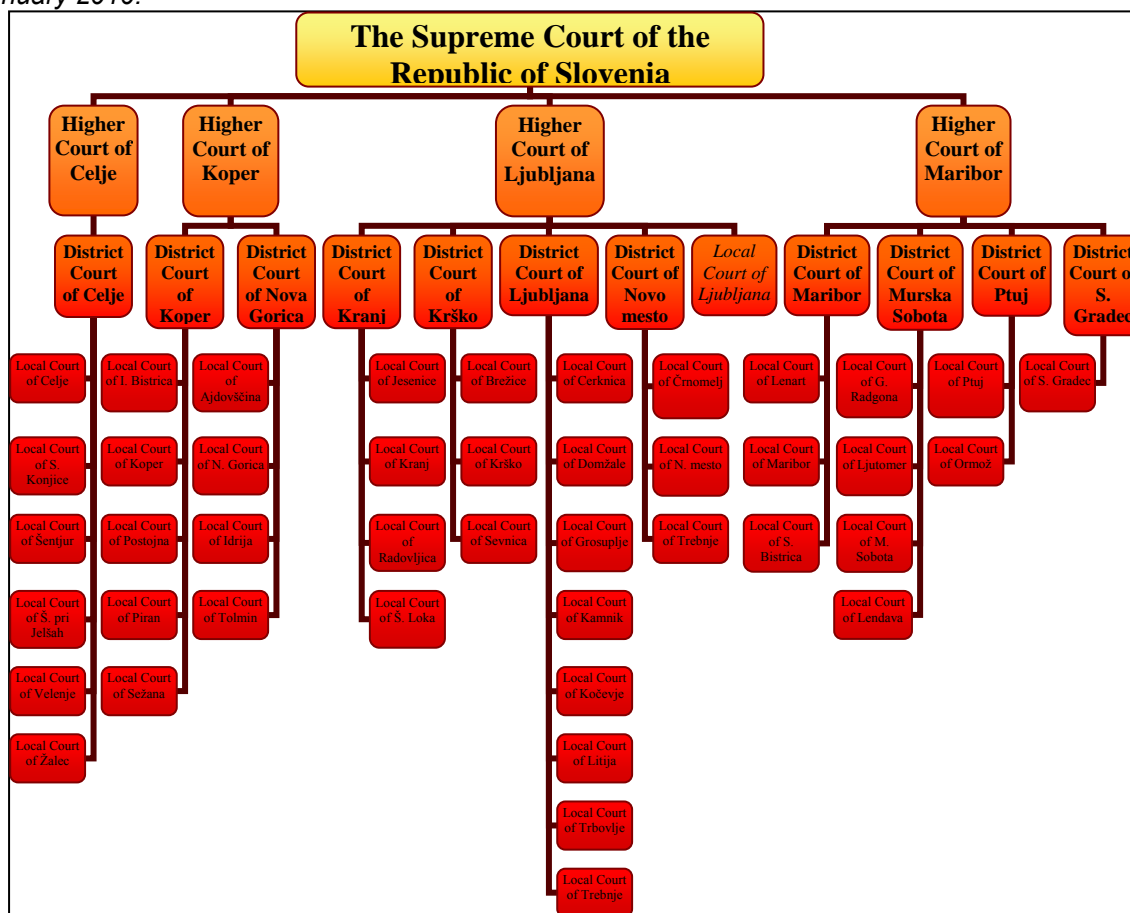 nuary 2010.
The Supreme Court of the
Republic of Slovenia
Higher
Court of
Celje
Higher
Court of
Koper
Higher
Court of
Ljubljana
Higher
Court of
Maribor
District
Court
of Celje
District
Court
of
Koper
District
Court
of Nova
Gorica
District
Court
of
Kranj
District
Court
of
Krško
District
Court of
Ljubljana
District
Court of
Novo
mesto
Local
Court of
Ljubljana
District
Court of
Maribor
District
Court of
Murska
Sobota
District
Court of
Ptuj
District
Court of
S.
Gradec
Local Court
of Celje
Local Court
of S.
Konjice
Local Court
of Šentjur
Local Court
of Š. pri
Jelšah
Local Court
of Velenje
Local Court
of Žalec
Local Court
of I. Bistrica
Local Court
of Koper
Local Court
of Postojna
Local Court
of Piran
Local Court
of Sežana
Local Court
of
Ajdovščina
Local Court
of N. Gorica
Local Court
of Idrija
Local Court
of Tolmin
Local Court
of Jesenice
Local Court
of Kranj
Local Court
of
Radovljica
Local Court
of Š. Loka
Local Court
of Brežice
Local Court
of Krško
Local Court
of Sevnica
Local Court
of Cerknica
Local Court
of Domžale
Local Court
of Grosuplje
Local Court
of Kamnik
Local Court
of Kočevje
Local Court
of Litija
Local Court
of Trbovlje
Local Court
of Trebnje
Local Court
of
Črnomelj
Local Court
of N. mesto
Local Court
of Trebnje
Local Court
of Lenart
Local Court
of Maribor
Local Court
of S.
Bistrica
Local Court
of G.
Radgona
Local Court
of Ljutomer
Local Court
of M.
Sobota
Local Court
of Lendava
Local Court
of
Ptuj
Local Court
of Ormož
Local Court
of S. Gradec